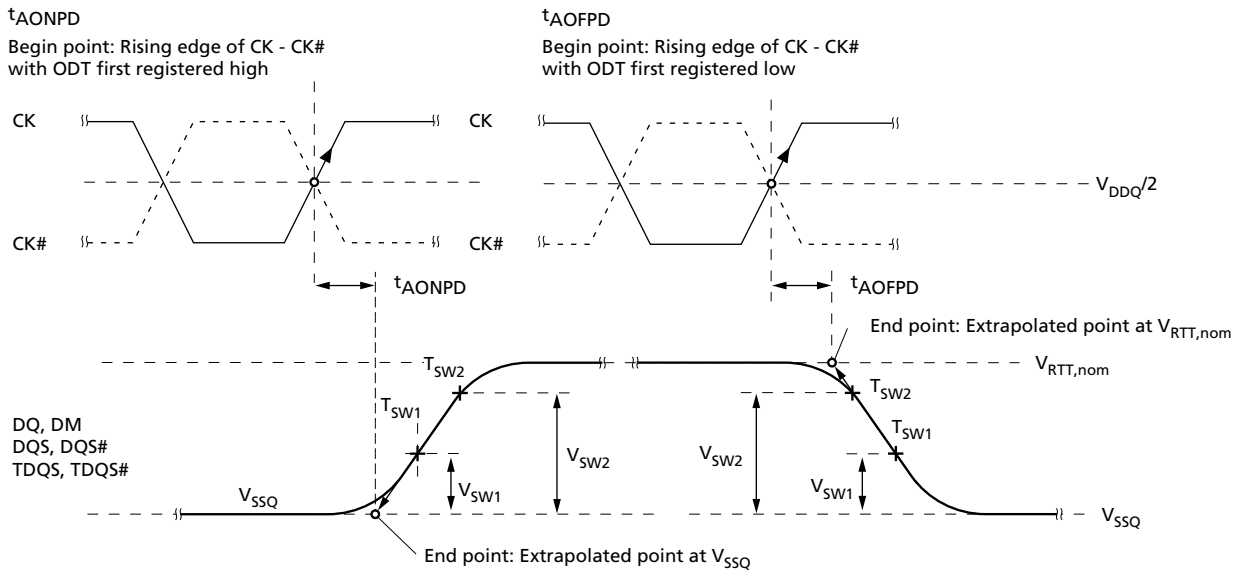 tAONPD
Begin point: Rising edge of CK - CK#
with ODT first registered high
CK
CK#
tAONPD
tAOFPD
Begin point: Rising edge of CK - CK#
with ODT first registered low
CK
VDDQ/2
CK#
tAOFPD
End point: Extrapolated point at VRTT,nom
VRTT,nom
TSW2
TSW1
DQ, DM
DQS, DQS#
TDQS, TDQS#
VSW2
VSW1
VSSQ
End point: Extrapolated point at VSSQ
TSW2
TSW1
VSW2
VSW1
VSSQ